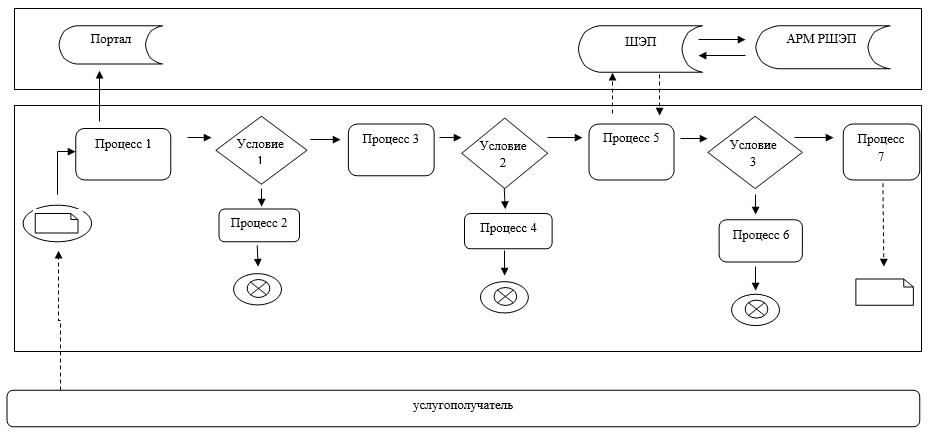 Портал
ШЭП
АРМ РШЭП
Процесс 1
Условие
1
Процесс 3
Условие
2
Процесс 5
Условие
3
Процесс
7
Процесс 2
Процесс 4
Процесс 6
услугополучатель